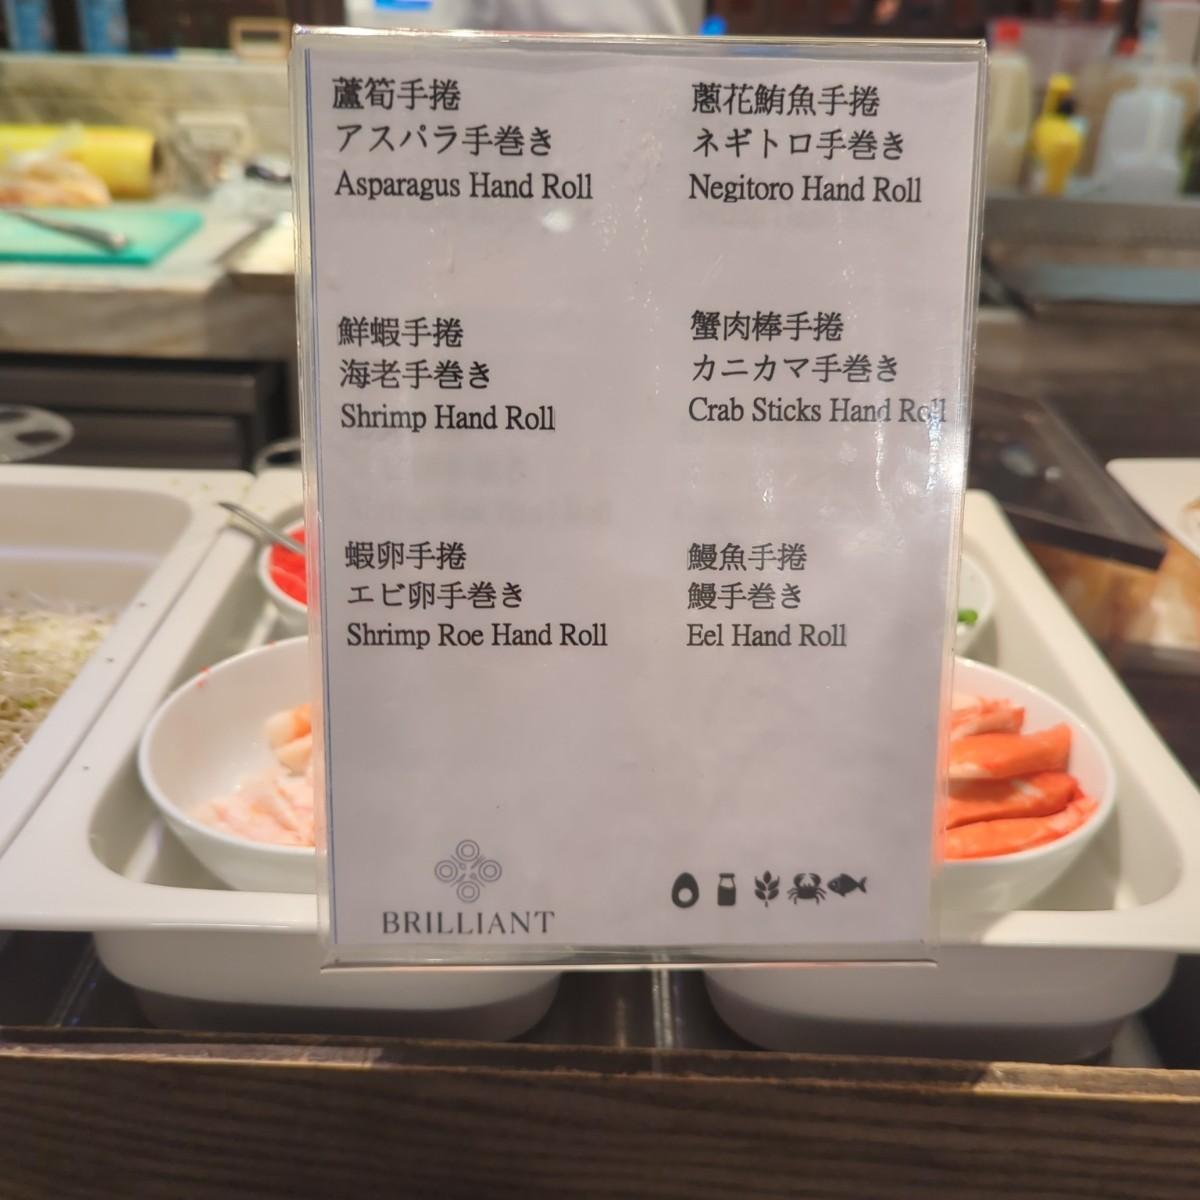 蘆筍手捲
アスパラ手巻き
Asparagus Hand Roll
蔥花鮪魚手捲
ネギトロ手巻き
Negitoro Hand Roll
鮮蝦手捲
海老手巻き
Shrimp Hand Roll
蟹肉棒手捲
カニカマ手巻き
Crab Sticks Hand Roll
蝦卵手捲
エビ卵手巻き
Shrimp Roe Hand Roll
鰻魚手捲
鰻手巻き
Eel Hand Roll
BRILLIANT